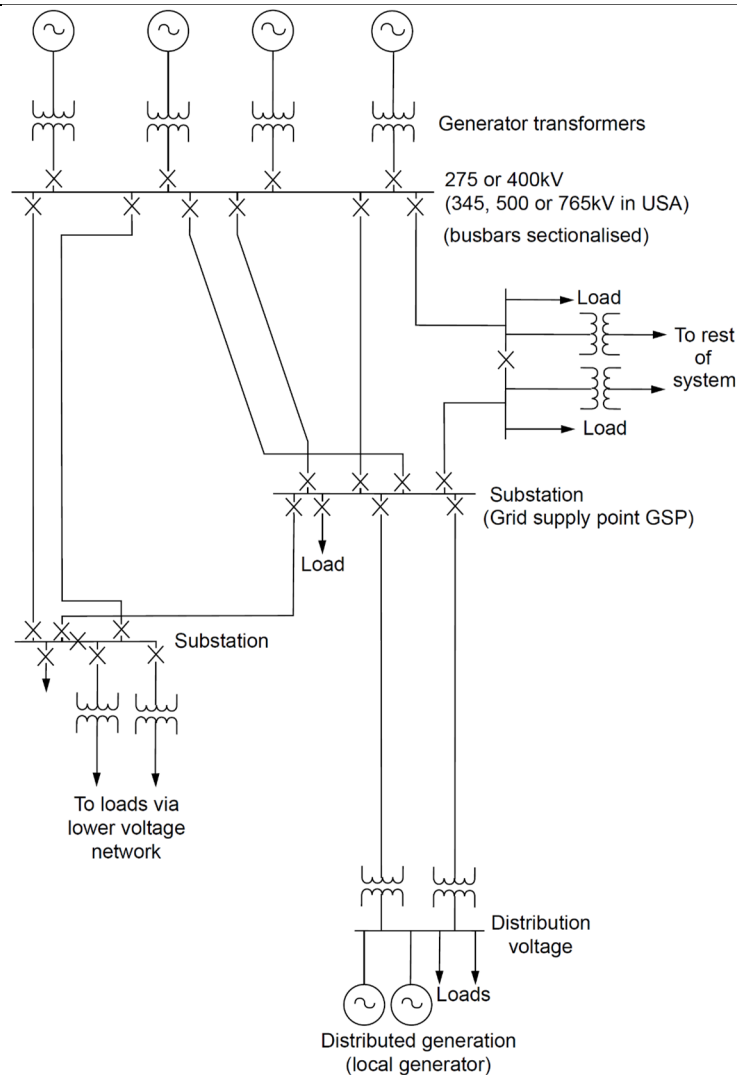 Generator transformers
275 or 400kV
(345, 500 or 765kV in USA)
(busbars sectionalised)
Load
To rest
of
system
Load
Substation
(Grid supply point GSP)
Load
Substation
To loads via
lower voltage
network
Distribution
voltage
Loads
Distributed generation
(local generator)